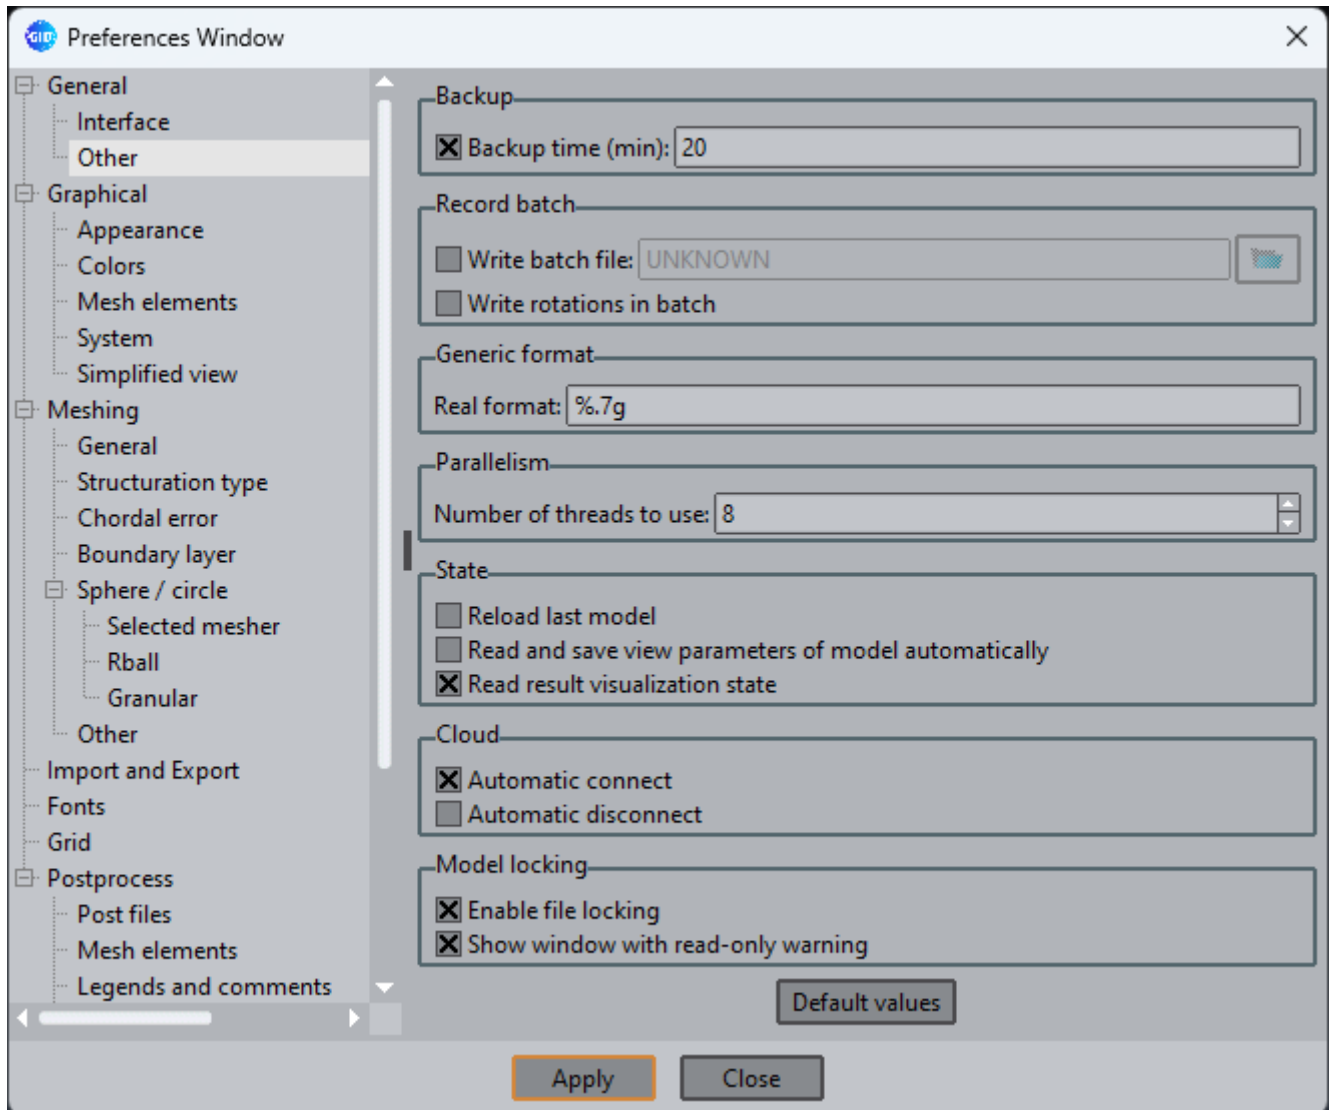 GiD Preferences Window
General
Interface
Other
Graphical
Appearance
Colors
Mesh elements
System
Simplified view
Meshing
General
Structuration type
Chordal error
Boundary layer
Sphere / circle
Selected mesher
Rball
Granular
Other
Import and Export
Fonts
Grid
Postprocess
Post files
Mesh elements
Legends and comments
Backup
Backup time (min): 20
Record batch
Write batch file: UNKNOWN
Write rotations in batch
Generic format
Real format: %.7g
Parallelism
Number of threads to use: 8
State
Reload last model
Read and save view parameters of model automatically
Read result visualization state
Cloud
Automatic connect
Automatic disconnect
Model locking
Enable file locking
Show window with read-only warning
Default values
Apply Close